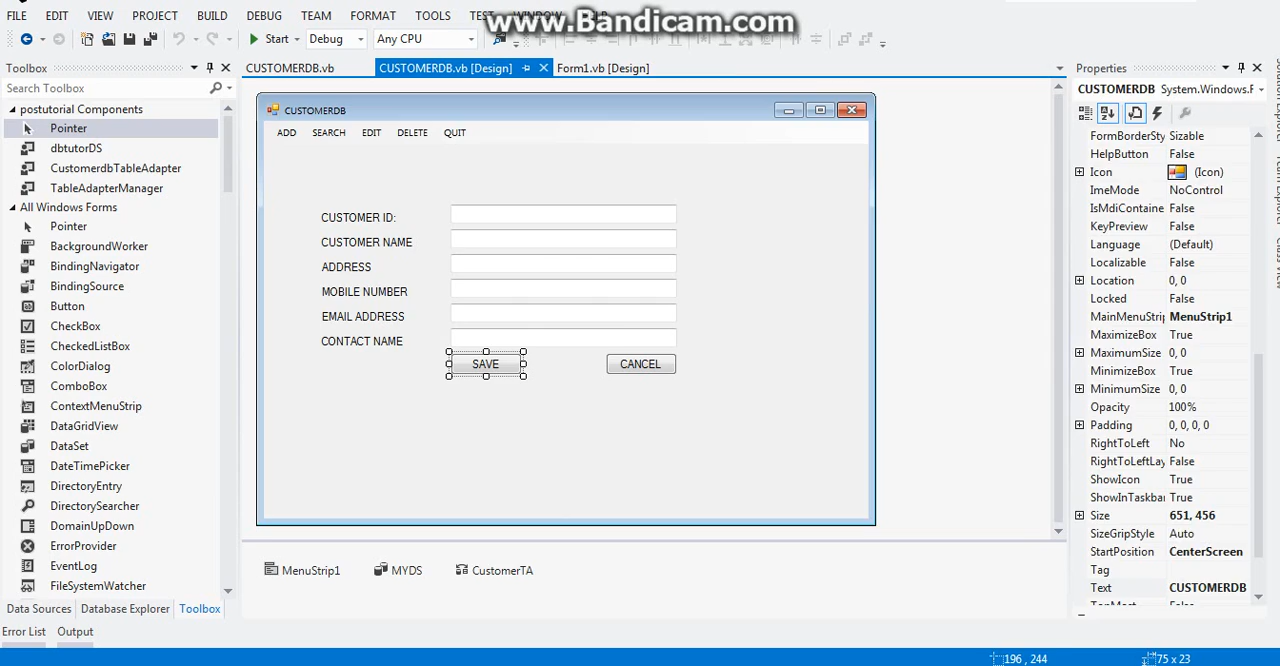 FILE EDIT VIEW PROJECT BUILD DEBUG TEAM FORMAT TOOLS TEST WINDOW
www.Bandicam.com
Start Debug Any CPU
Toolbox
CUSTOMERDB.vb
CUSTOMERDB.vb [Design]
Form1.vb [Design]
Properties
Search Toolbox
CUSTOMERDB System.Windows.F
postutorial Components
Pointer
dbtutorDS
CustomerdbTableAdapter
TableAdapterManager
All Windows Forms
Pointer
BackgroundWorker
BindingNavigator
BindingSource
Button
CheckBox
CheckedListBox
ColorDialog
ComboBox
ContextMenuStrip
DataGridView
DataSet
DateTimePicker
DirectoryEntry
DirectorySearcher
DomainUpDown
ErrorProvider
EventLog
FileSystemWatcher
Data Sources Database Explorer Toolbox
Error List Output
CUSTOMERDB
ADD SEARCH EDIT DELETE QUIT
CUSTOMER ID:
CUSTOMER NAME
ADDRESS
MOBILE NUMBER
EMAIL ADDRESS
CONTACT NAME
SAVE CANCEL
MenuStrip1 MYDS CustomerTA
FormBorderSty Sizable
HelpButton False
Icon (Icon)
ImeMode NoControl
IsMdiContaine False
KeyPreview False
Language (Default)
Localizable False
Location 0, 0
Locked False
MainMenuStrip MenuStrip1
MaximizeBox True
MaximumSize 0, 0
MinimizeBox True
MinimumSize 0, 0
Opacity 100%
Padding 0, 0, 0, 0
RightToLeft No
RightToLeftLay False
ShowIcon True
ShowInTaskbar True
Size 651, 456
SizeGripStyle Auto
StartPosition CenterScreen
Tag
Text CUSTOMERDB
196 , 244 75 x 23